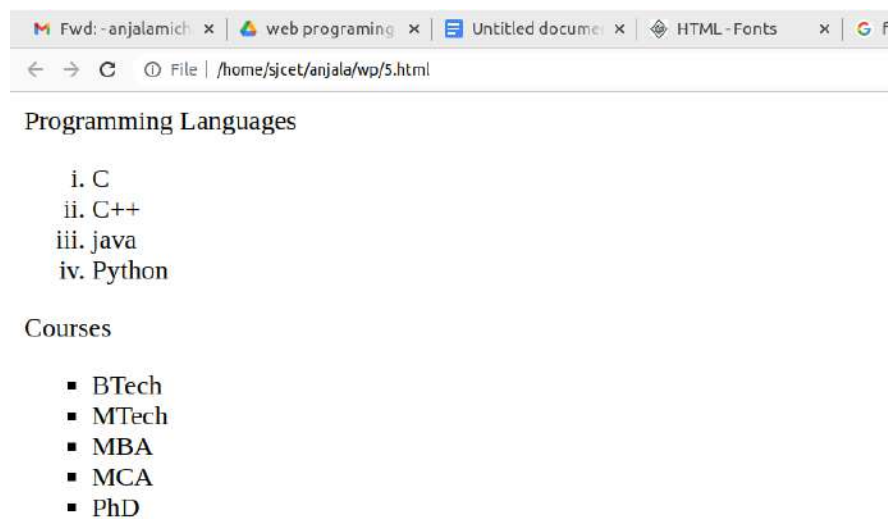 Fwd: - anjalamich
web programing
Untitled docume
HTML - Fonts
File
/home/sjcet/anjala/wp/5.html
Programming Languages
i. C
ii. C++
iii. java
iv. Python
Courses
▪ BTech
▪ MTech
▪ MBA
▪ MCA
▪ PhD